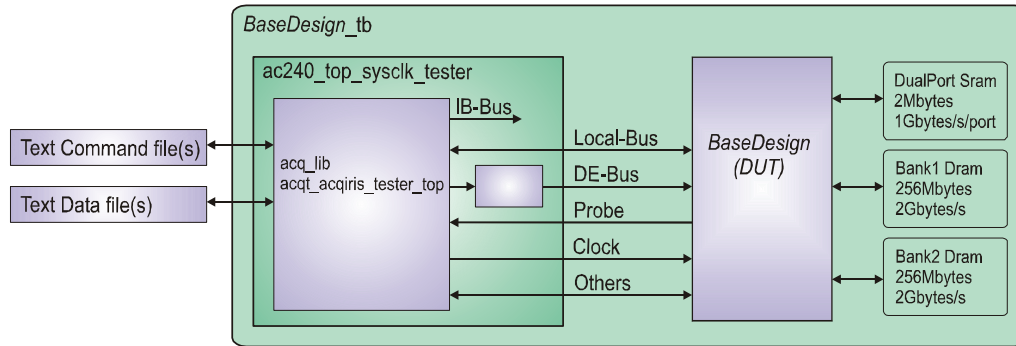 BaseDesign_tb
ac240_top_sysclk_tester
IB-Bus
Text Command file(s)
Text Data file(s)
acq_lib
acqt_acqiris_tester_top
Local-Bus
DE-Bus
Probe
Clock
Others
BaseDesign
(DUT)
DualPort Sram
2Mbytes
1Gbytes/s/port
Bank1 Dram
256Mbytes
2Gbytes/s
Bank2 Dram
256Mbytes
2Gbytes/s